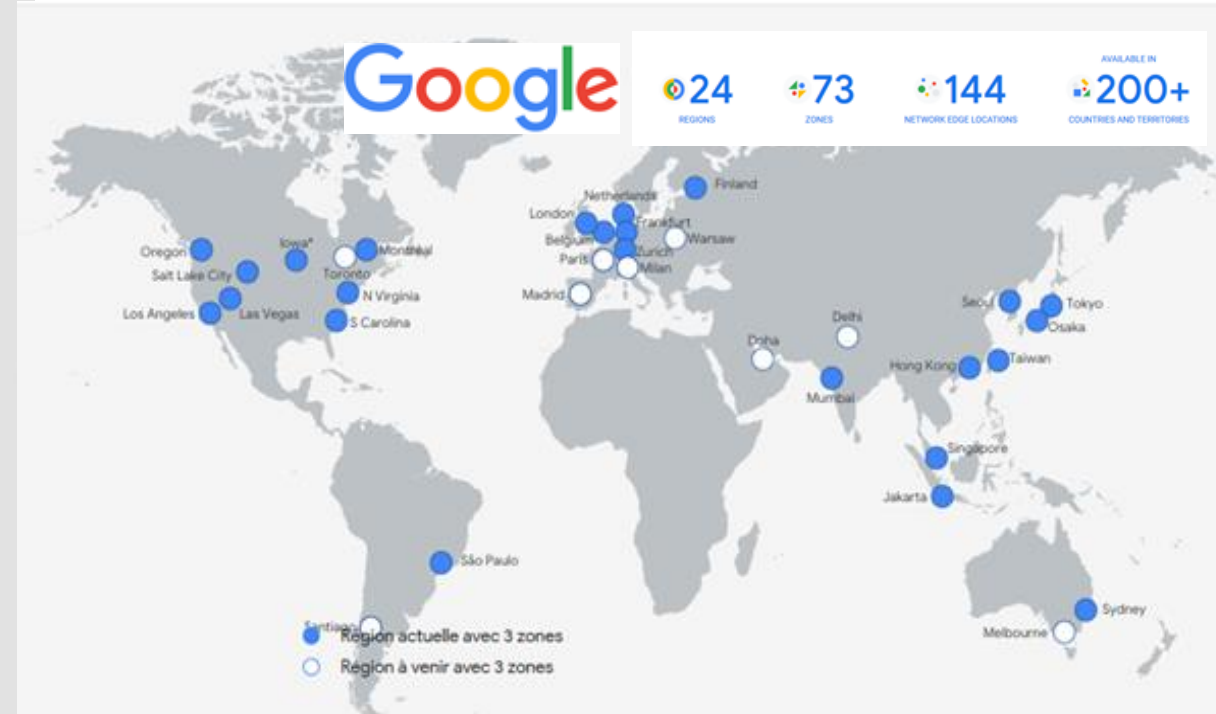 Google
24
REGIONS
73
ZONES
144
NETWORK EDGE LOCATIONS
AVAILABLE IN
200+
COUNTRIES AND TERRITORIES
Finland
Netherlands
London
Frankfurt
Belgium
Warsaw
Zurich
Paris
Milan
Madrid
Oregon
Iowa*
Montréal
Toronto
Salt Lake City
N Virginia
Los Angeles
Las Vegas
S Carolina
Seoul
Tokyo
Osaka
Delhi
Doha
Hong Kong
Taiwan
Mumbai
Singapore
Jakarta
São Paulo
Sydney
Melbourne
Santiago
Région actuelle avec 3 zones
Région à venir avec 3 zones